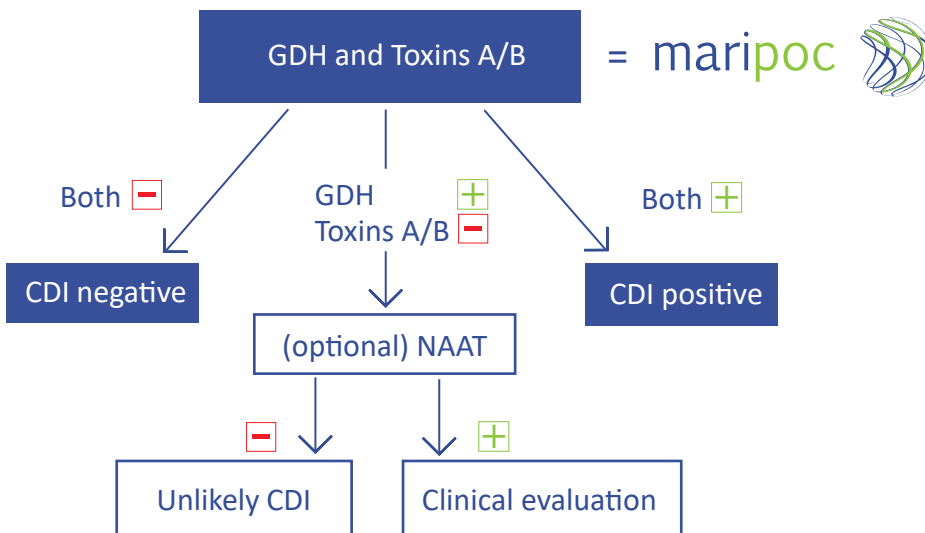 GDH and Toxins A/B = maripoc
Both −
GDH +
Toxins A/B −
Both +
CDI negative
CDI positive
(optional) NAAT
− +
Unlikely CDI
Clinical evaluation